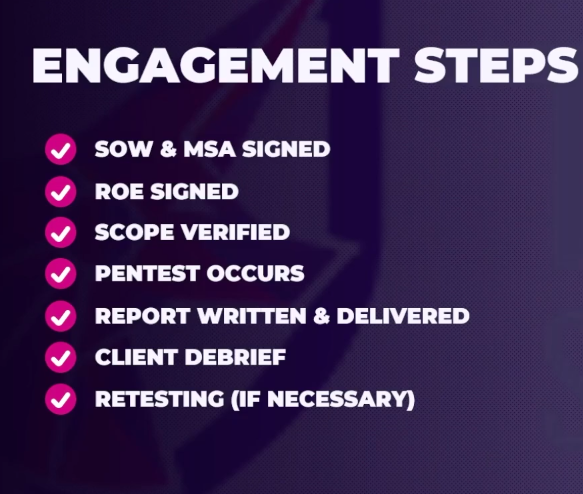 ENGAGEMENT STEPS
SOW & MSA SIGNED
ROE SIGNED
SCOPE VERIFIED
PENTEST OCCURS
REPORT WRITTEN & DELIVERED
CLIENT DEBRIEF
RETESTING (IF NECESSARY)